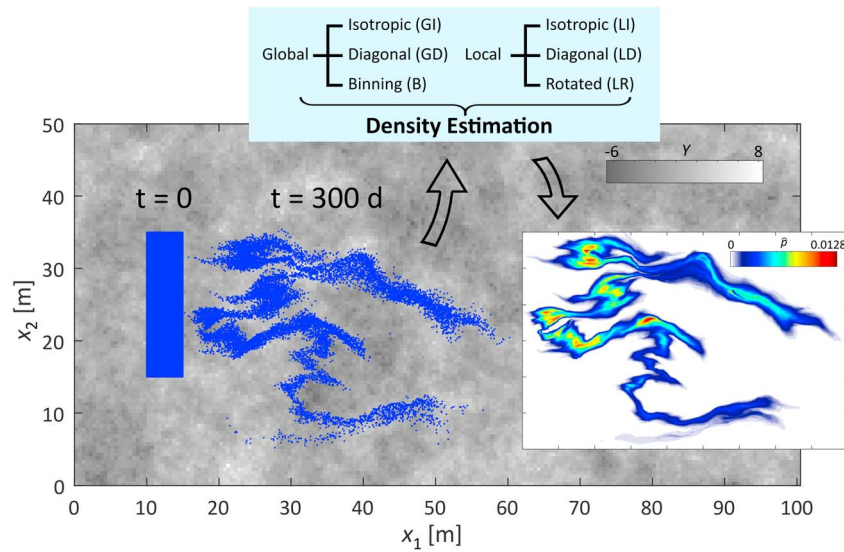 Isotropic (GI)
Isotropic (LI)
Global
Diagonal (GD)
Local
Diagonal (LD)
Binning (B)
Rotated (LR)
Density Estimation
50
40
30
20
10
0
x2 [m]
-6
Y
8
t = 0
t = 300 d
0
p̃
0.0128
0
10
20
30
40
50
60
70
80
90
100
x1 [m]